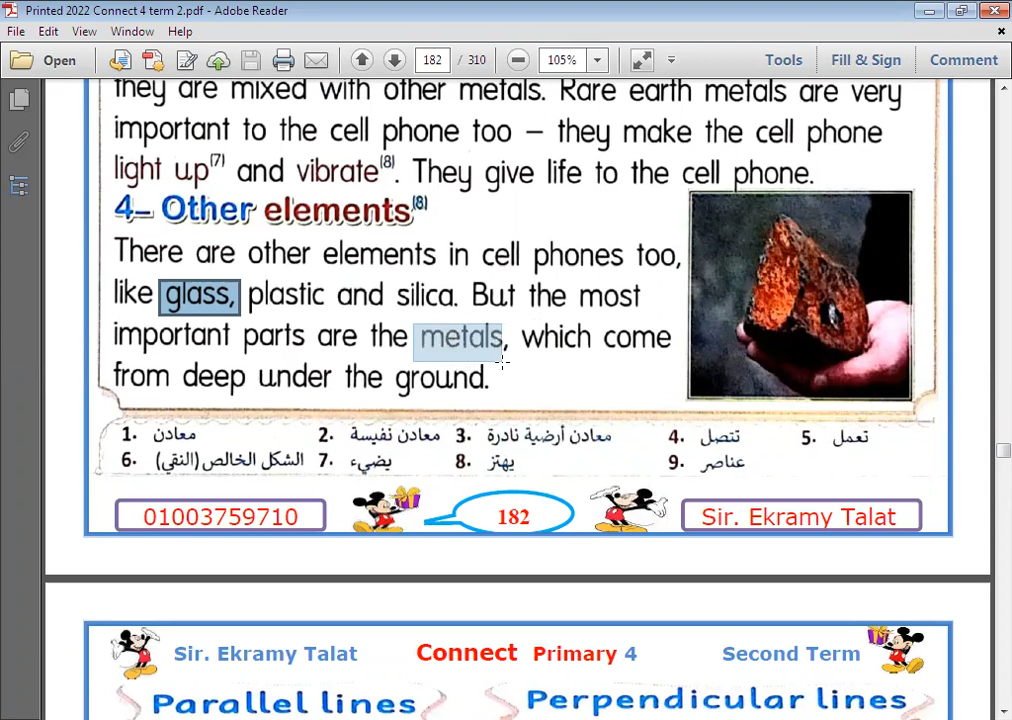 Printed 2022 Connect 4 term 2.pdf - Adobe Reader
File Edit View Window Help
Open 182 / 310 105% Tools Fill & Sign Comment
they are mixed with other metals. Rare earth metals are very
important to the cell phone too – they make the cell phone
light up(7) and vibrate(8). They give life to the cell phone.
4– Other elements(8)
There are other elements in cell phones too,
like glass, plastic and silica. But the most
important parts are the metals, which come
from deep under the ground.
1. معادن 2. معادن نفيسة 3. معادن أرضية نادرة 4. تتصل 5. تعمل
6. الشكل الخالص (النقي) 7. يضيء 8. يهتز 9. عناصر
01003759710 182 Sir. Ekramy Talat
Sir. Ekramy Talat Connect Primary 4 Second Term
Parallel lines Perpendicular lines